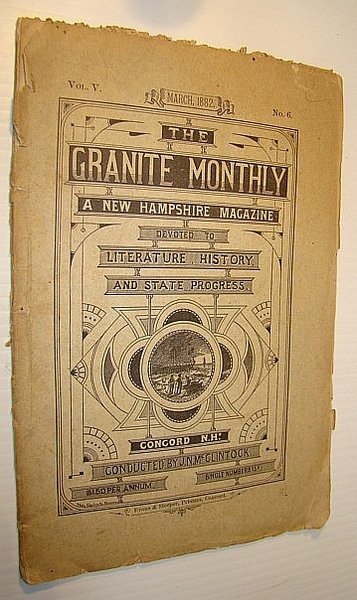 MARCH, 1882.
VOL. V.
No. 6.
THE
GRANITE MONTHLY
A NEW HAMPSHIRE MAGAZINE
DEVOTED TO
LITERATURE, HISTORY
AND STATE PROGRESS.
CONCORD N.H.
CONDUCTED BY J.N. McCLINTOCK
$1.50 PER ANNUM.
SINGLE NUMBERS 15¢
Evans & Sleeper, Printers, Concord.